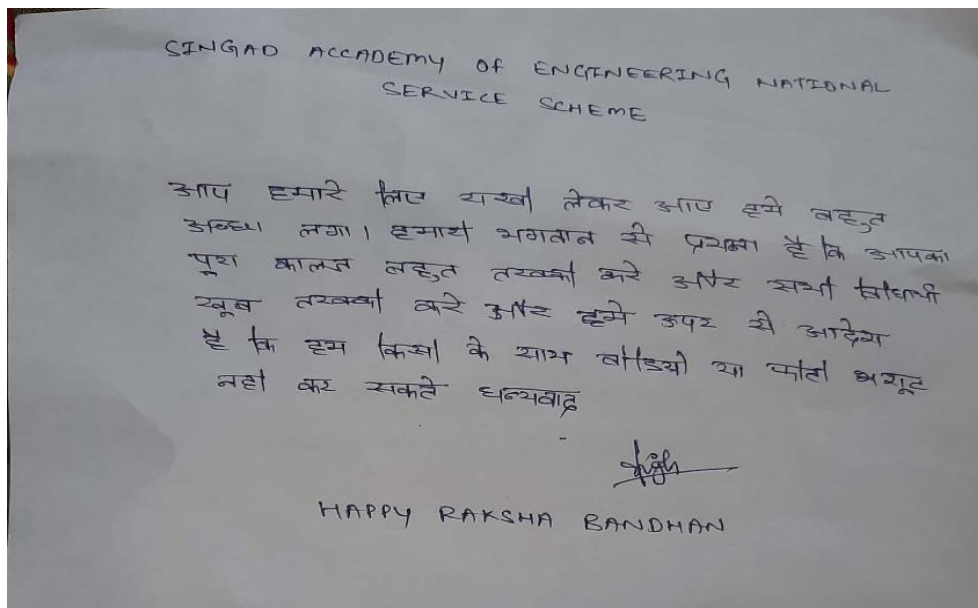 SINGAD ACCADEMY OF ENGINEERING NATIONAL
SERVICE SCHEME
आप हमारे लिए राखी लेकर आए हमे बहुत
अच्छा लगा। हमारी भगवान से प्रार्थना है कि आपका
पूरा कालज बहुत तरक्की करे और सभी विधार्थी
खूब तरक्की करे और हमे उपर से आदेश
है कि हम किसी के साथ वीडियो या फोटो शूट
नही कर सकते धन्यवाद
HAPPY RAKSHA BANDHAN